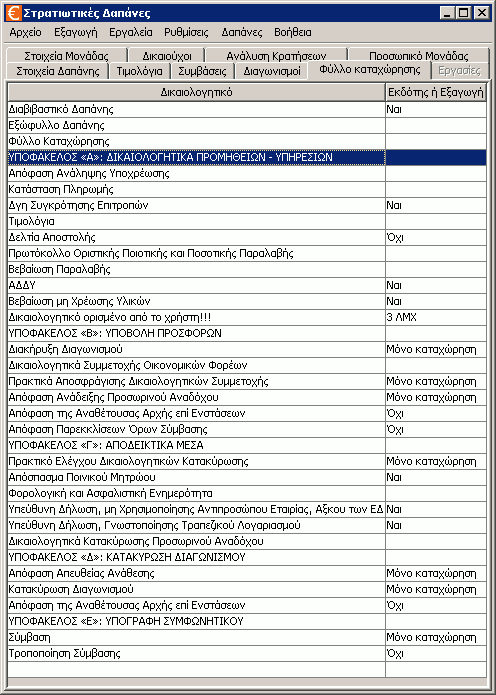 Στρατιωτικές Δαπάνες
Αρχείο Εξαγωγή Εργαλεία Ρυθμίσεις Δαπάνες Βοήθεια
Στοιχεία Μονάδας Δικαιούχοι Ανάλυση Κρατήσεων Προσωπικό Μονάδας
Στοιχεία Δαπάνης Τιμολόγια Συμβάσεις Διαγωνισμοί Φύλλο καταχώρησης Εργασίες
Δικαιολογητικό Εκδότης ή Εξαγωγή
Διαβιβαστικό Δαπάνης Ναι
Εξώφυλλο Δαπάνης
Φύλλο Καταχώρησης
ΥΠΟΦΑΚΕΛΟΣ «Α»: ΔΙΚΑΙΟΛΟΓΗΤΙΚΑ ΠΡΟΜΗΘΕΙΩΝ - ΥΠΗΡΕΣΙΩΝ
Απόφαση Ανάληψης Υποχρέωσης
Κατάσταση Πληρωμής
Δγη Συγκρότησης Επιτροπών Ναι
Τιμολόγια
Δελτία Αποστολής Όχι
Πρωτόκολλο Οριστικής Ποιοτικής και Ποσοτικής Παραλαβής
Βεβαίωση Παραλαβής
ΑΔΔΥ Ναι
Βεβαίωση μη Χρέωσης Υλικών Ναι
Δικαιολογητικό ορισμένο από το χρήστη!!! 3 ΛΜΧ
ΥΠΟΦΑΚΕΛΟΣ «Β»: ΥΠΟΒΟΛΗ ΠΡΟΣΦΟΡΩΝ
Διακήρυξη Διαγωνισμού Μόνο καταχώρηση
Δικαιολογητικά Συμμετοχής Οικονομικών Φορέων
Πρακτικά Αποσφράγισης Δικαιολογητικών Συμμετοχής Μόνο καταχώρηση
Απόφαση Ανάδειξης Προσωρινού Αναδόχου Μόνο καταχώρηση
Απόφαση της Αναθέτουσας Αρχής επί Ενστάσεων Όχι
Απόφαση Παρεκκλίσεων Όρων Σύμβασης Όχι
ΥΠΟΦΑΚΕΛΟΣ «Γ»: ΑΠΟΔΕΙΚΤΙΚΑ ΜΕΣΑ
Πρακτικό Ελέγχου Δικαιολογητικών Κατακύρωσης Μόνο καταχώρηση
Απόσπασμα Ποινικού Μητρώου Ναι
Φορολογική και Ασφαλιστική Ενημερότητα
Υπεύθυνη Δήλωση, μη Χρησιμοποίησης Αντιπροσώπου Εταιρίας, Αξκου των ΕΔ Ναι
Υπεύθυνη Δήλωση, Γνωστοποίησης Τραπεζικού Λογαριασμού Ναι
Δικαιολογητικά Κατακύρωσης Προσωρινού Αναδόχου
ΥΠΟΦΑΚΕΛΟΣ «Δ»: ΚΑΤΑΚΥΡΩΣΗ ΔΙΑΓΩΝΙΣΜΟΥ
Απόφαση Απευθείας Ανάθεσης Μόνο καταχώρηση
Κατακύρωση Διαγωνισμού Μόνο καταχώρηση
Απόφαση της Αναθέτουσας Αρχής επί Ενστάσεων Όχι
ΥΠΟΦΑΚΕΛΟΣ «Ε»: ΥΠΟΓΡΑΦΗ ΣΥΜΦΩΝΗΤΙΚΟΥ
Σύμβαση Μόνο καταχώρηση
Τροποποίηση Σύμβασης Όχι